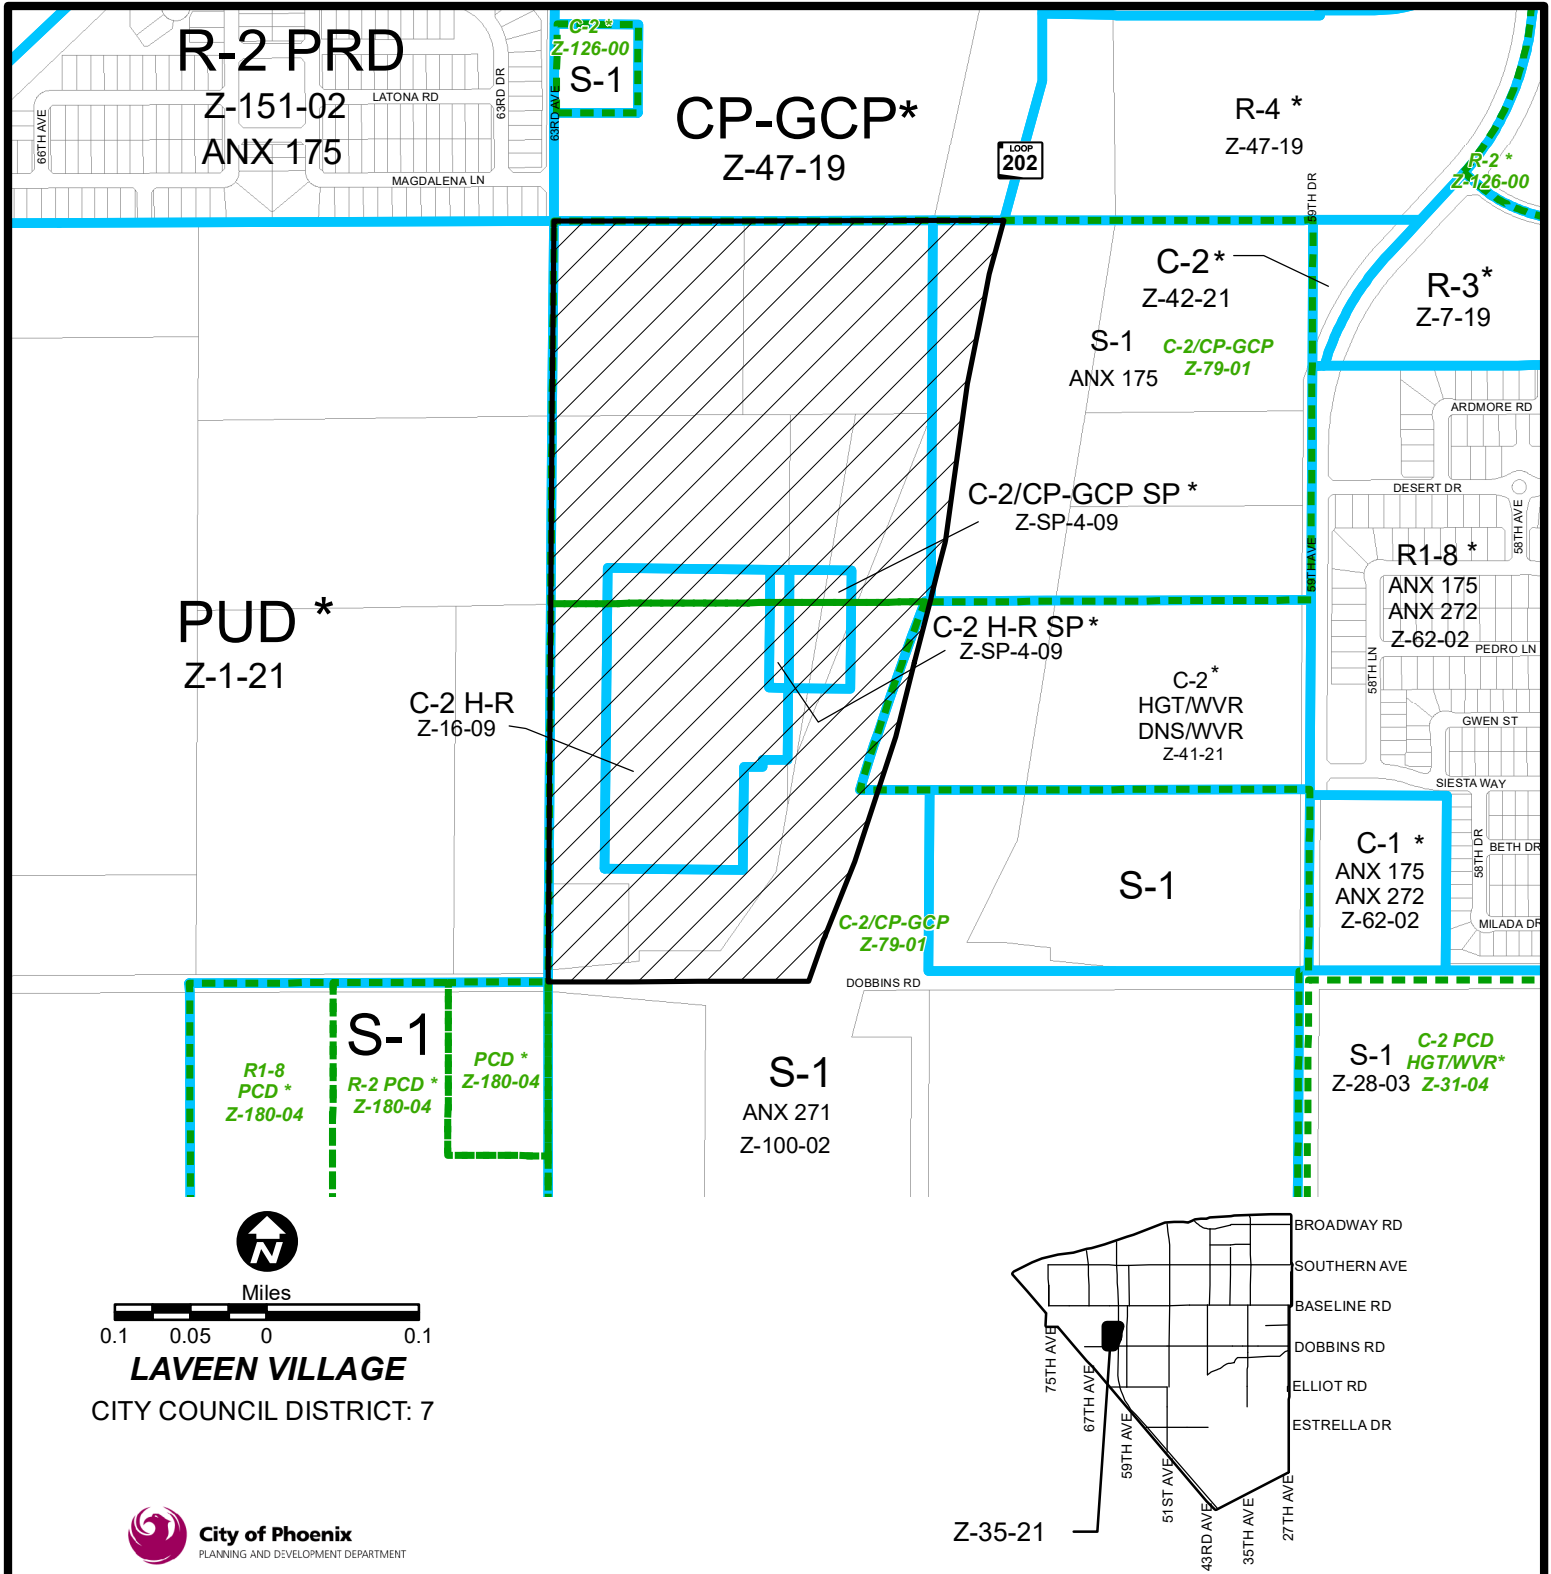 R-2 PRD
Z-151-02
ANX 175
LATONA RD
MAGDALENA LN
66TH AVE
63RD DR
63RD AVE
C-2 *
Z-126-00
S-1
CP-GCP*
Z-47-19
LOOP
202
R-4 *
Z-47-19
R-2 *
Z-126-00
59TH DR
C-2*
Z-42-21
R-3*
Z-7-19
S-1
ANX 175
C-2/CP-GCP
Z-79-01
ARDMORE RD
DESERT DR
58TH AVE
C-2/CP-GCP SP *
Z-SP-4-09
59TH AVE
R1-8 *
ANX 175
ANX 272
Z-62-02
PEDRO LN
58TH LN
PUD *
Z-1-21
C-2 H-R SP *
Z-SP-4-09
C-2 H-R
Z-16-09
C-2*
HGT/WVR
DNS/WVR
Z-41-21
GWEN ST
SIESTA WAY
C-1 *
ANX 175
ANX 272
Z-62-02
58TH DR
BETH DR
MILADA DR
S-1
C-2/CP-GCP
Z-79-01
DOBBINS RD
R1-8
PCD *
Z-180-04
S-1
R-2 PCD *
Z-180-04
PCD *
Z-180-04
S-1
ANX 271
Z-100-02
S-1
Z-28-03
C-2 PCD
HGT/WVR*
Z-31-04
N
Miles
0.1 0.05 0 0.1
LAVEEN VILLAGE
CITY COUNCIL DISTRICT: 7
City of Phoenix
PLANNING AND DEVELOPMENT DEPARTMENT
BROADWAY RD
SOUTHERN AVE
BASELINE RD
DOBBINS RD
ELLIOT RD
ESTRELLA DR
75TH AVE
67TH AVE
59TH AVE
51ST AVE
43RD AVE
35TH AVE
27TH AVE
Z-35-21